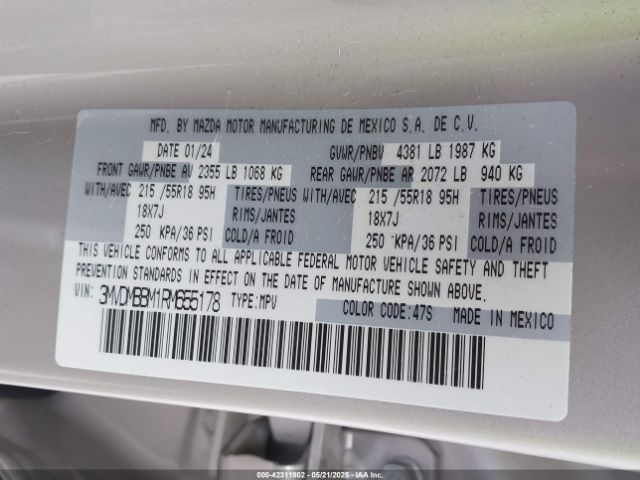 MFD. BY MAZDA MOTOR MANUFACTURING DE MEXICO S.A. DE C.V.
DATE 01/24 GVWR/PNBV 4381 LB 1987 KG
FRONT GAWR/PNBE AV 2355 LB 1068 KG REAR GAWR/PNBE AR 2072 LB 940 KG
WITH/AVEC 215 /55R18 95H TIRES/PNEUS WITH/AVEC 215 /55R18 95H TIRES/PNEUS
18X7J RIMS/JANTES 18X7J RIMS/JANTES
250 KPA/36 PSI COLD/A FROID 250 KPA/36 PSI COLD/A FROID
THIS VEHICLE CONFORMS TO ALL APPLICABLE FEDERAL MOTOR VEHICLE SAFETY AND THEFT
PREVENTION STANDARDS IN EFFECT ON THE DATE OF MANUFACTURE SHOWN ABOVE.
VIN: 3MVDMBBM1RM655178 TYPE:MPV
COLOR CODE:47S MADE IN MEXICO
000-42311902 - 05/21/2025 - IAA